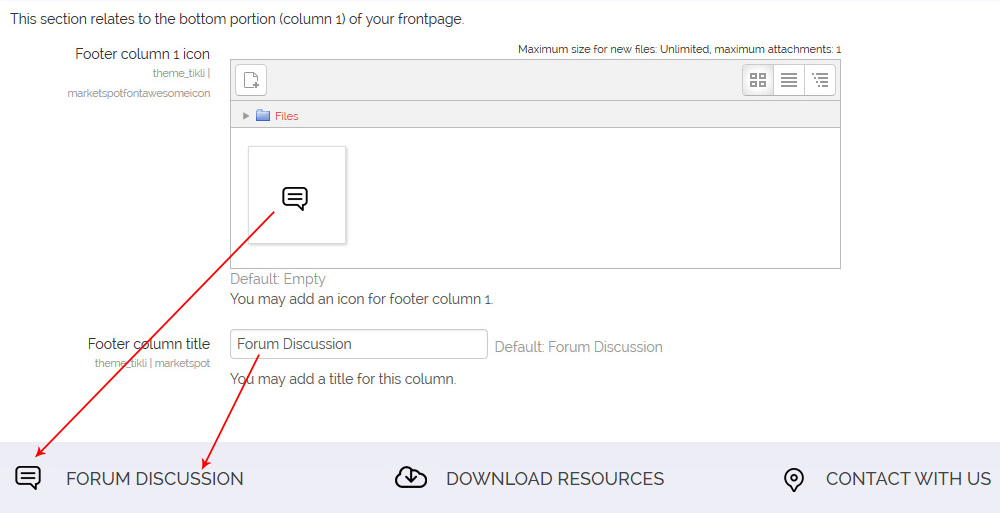 This section relates to the bottom portion (column 1) of your frontpage.
Footer column 1 icon
theme_tikli |
marketspotfontawesomeicon
Maximum size for new files: Unlimited, maximum attachments: 1
Files
Default: Empty
You may add an icon for footer column 1.
Footer column title
theme_tikli | marketspot
Forum Discussion
Default: Forum Discussion
You may add a title for this column.
FORUM DISCUSSION
DOWNLOAD RESOURCES
CONTACT WITH US